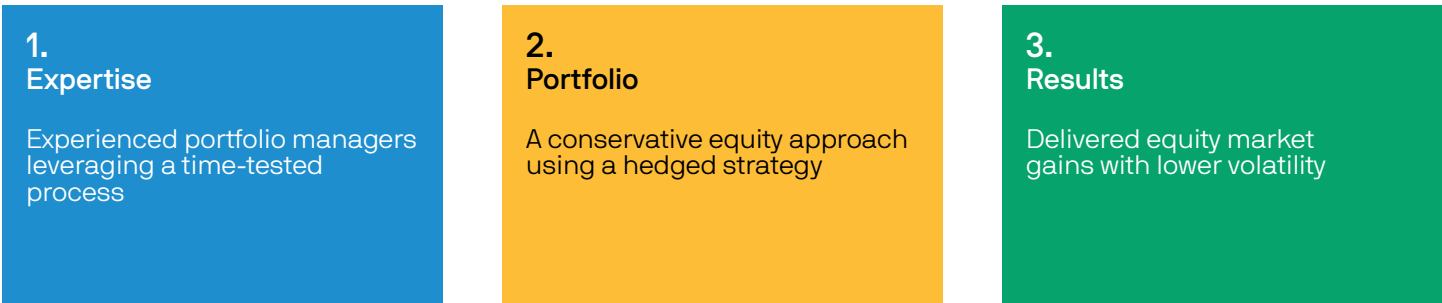 1.
Expertise
Experienced portfolio managers
leveraging a time-tested
process
2.
Portfolio
A conservative equity approach
using a hedged strategy
3.
Results
Delivered equity market
gains with lower volatility